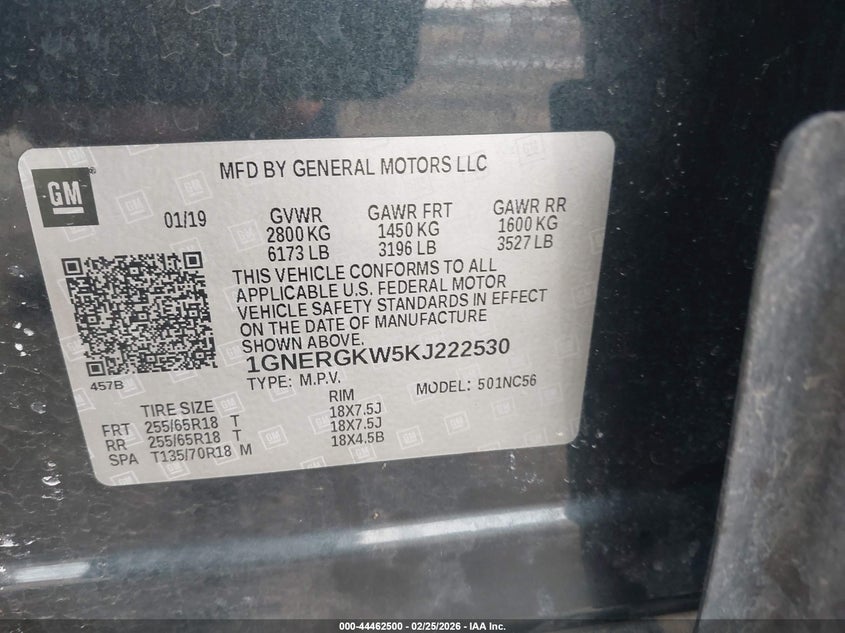 MFD BY GENERAL MOTORS LLC
GM
®
01/19 GVWR GAWR FRT GAWR RR
2800 KG 1450 KG 1600 KG
6173 LB 3196 LB 3527 LB
THIS VEHICLE CONFORMS TO ALL
APPLICABLE U.S. FEDERAL MOTOR
VEHICLE SAFETY STANDARDS IN EFFECT
ON THE DATE OF MANUFACTURE
SHOWN ABOVE.
1GNERGKW5KJ222530
457B
TYPE: M.P.V. MODEL: 501NC56
TIRE SIZE RIM
FRT 255/65R18 T 18X7.5J
RR 255/65R18 T 18X7.5J
SPA T135/70R18 M 18X4.5B
000-44462500 - 02/25/2026 - IAA Inc.